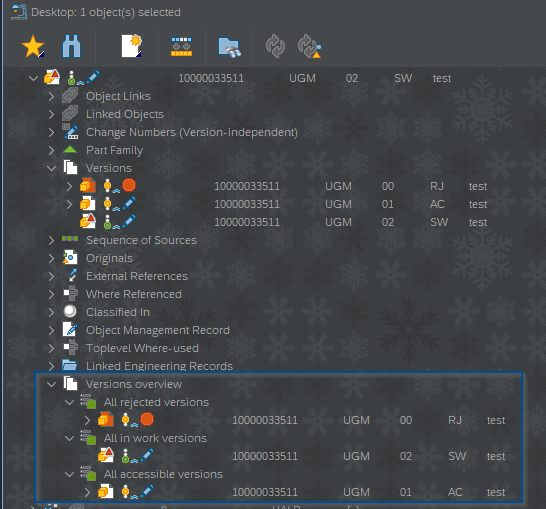 Desktop: 1 object(s) selected
10000033511 UGM 02 SW test
Object Links
Linked Objects
Change Numbers (Version-independent)
Part Family
Versions
10000033511 UGM 00 RJ test
10000033511 UGM 01 AC test
10000033511 UGM 02 SW test
Sequence of Sources
Originals
External References
Where Referenced
Classified In
Object Management Record
Toplevel Where-used
Linked Engineering Records
Versions overview
All rejected versions
10000033511 UGM 00 RJ test
All in work versions
10000033511 UGM 02 SW test
All accessible versions
10000033511 UGM 01 AC test